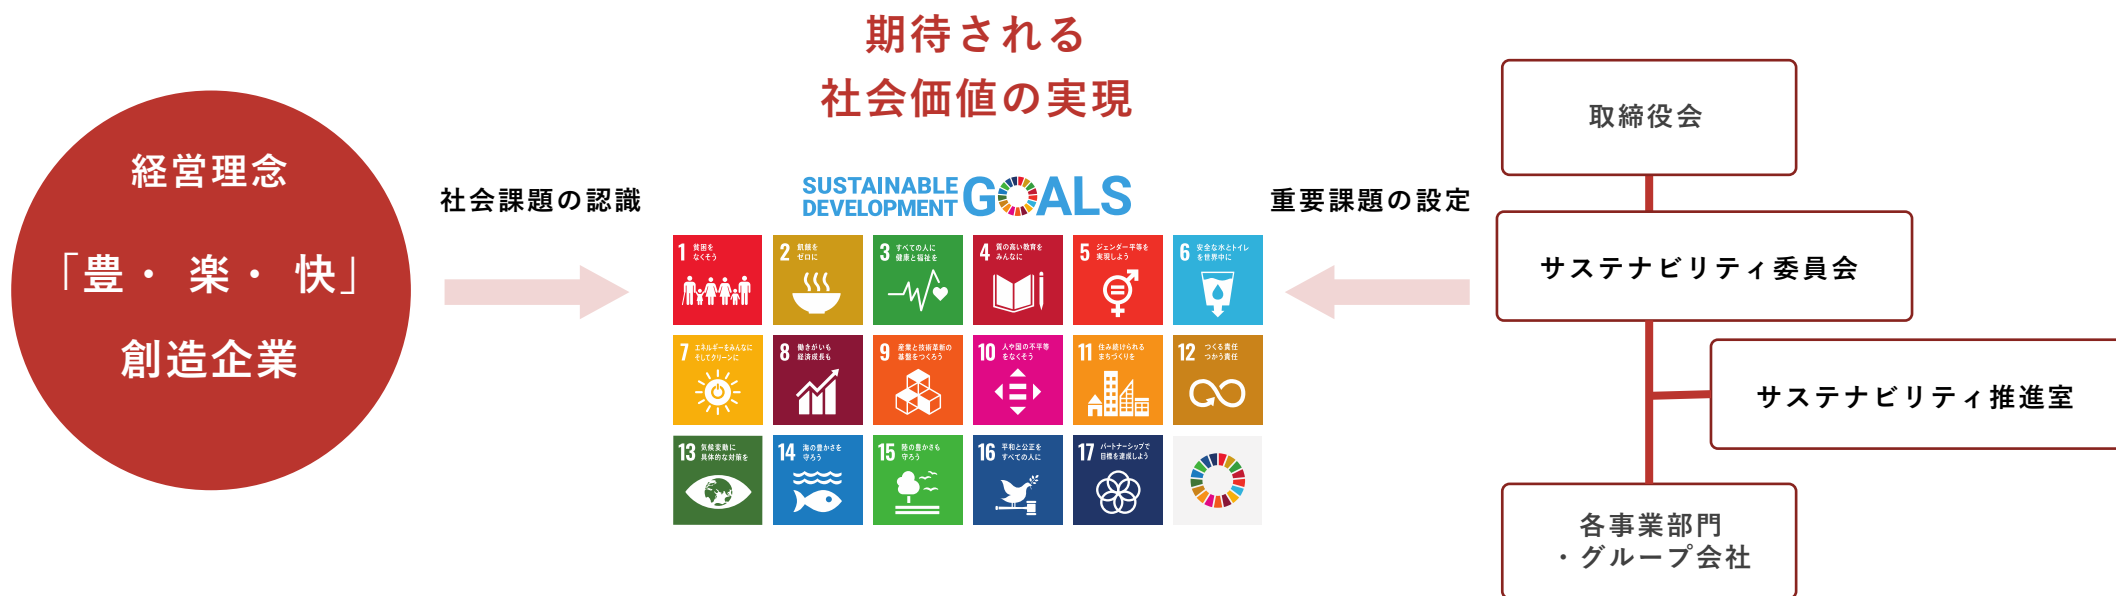 期待される
社会価値の実現
経営理念
「豊・ 楽・ 快」
創造企業
社会課題の認識
SUSTAINABLE
DEVELOPMENT
GOALS
1 貧困を
なくそう
2 飢餓を
ゼロに
3 すべての人に
健康と福祉を
4 質の高い教育を
みんなに
5 ジェンダー平等を
実現しよう
6 安全な水とトイレ
を世界中に
7 エネルギーをみんなに
そしてクリーンに
8 働きがいも
経済成長も
9 産業と技術革新の
基盤をつくろう
10 人や国の不平等
をなくそう
11 住み続けられる
まちづくりを
12 つくる責任
つかう責任
13 気候変動に
具体的な対策を
14 海の豊かさを
守ろう
15 陸の豊かさも
守ろう
16 平和と公正を
すべての人に
17 パートナーシップで
目標を達成しよう
重要課題の設定
取締役会
サステナビリティ委員会
サステナビリティ推進室
各事業部門
・グループ会社